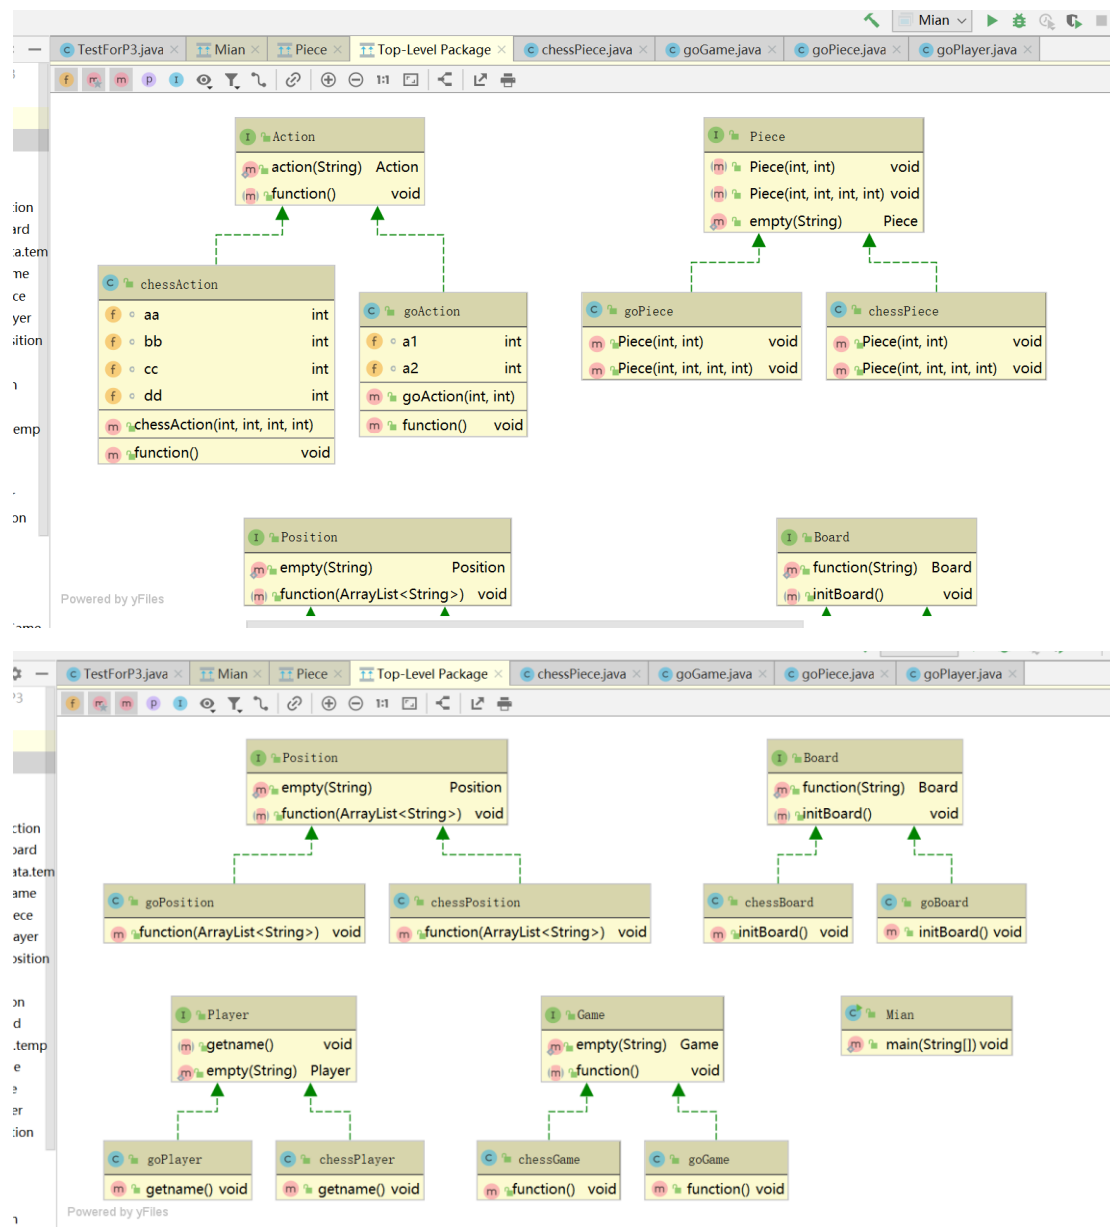 Mian
TestForP3.java Mian Piece Top-Level Package chessPiece.java goGame.java goPiece.java goPlayer.java
1:1
Action
action(String) Action
function() void
Piece
Piece(int, int) void
Piece(int, int, int, int) void
empty(String) Piece
chessAction
aa int
bb int
cc int
dd int
chessAction(int, int, int, int)
function() void
goAction
a1 int
a2 int
goAction(int, int)
function() void
goPiece
Piece(int, int) void
Piece(int, int, int, int) void
chessPiece
Piece(int, int) void
Piece(int, int, int, int) void
Position
empty(String) Position
function(ArrayList<String>) void
Board
function(String) Board
initBoard() void
Powered by yFiles
TestForP3.java Mian Piece Top-Level Package chessPiece.java goGame.java goPiece.java goPlayer.java
1:1
Position
empty(String) Position
function(ArrayList<String>) void
Board
function(String) Board
initBoard() void
goPosition
function(ArrayList<String>) void
chessPosition
function(ArrayList<String>) void
chessBoard
initBoard() void
goBoard
initBoard() void
Player
getname() void
empty(String) Player
Game
empty(String) Game
function() void
Mian
main(String[]) void
goPlayer
getname() void
chessPlayer
getname() void
chessGame
function() void
goGame
function() void
Powered by yFiles